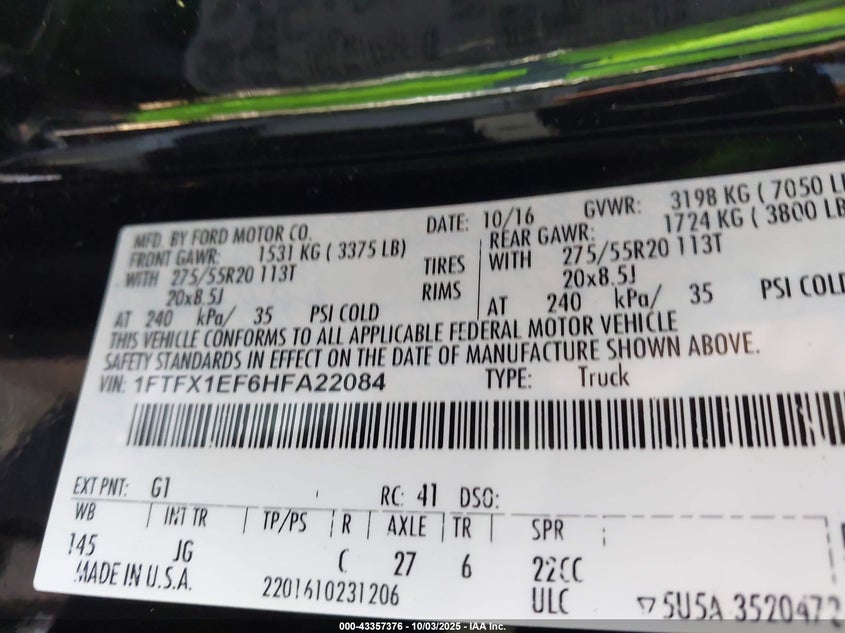 MFD. BY FORD MOTOR CO. DATE: 10/16 GVWR: 3198 KG ( 7050 L
FRONT GAWR: 1531 KG ( 3375 LB) REAR GAWR: 1724 KG ( 3800 LB
WITH 275/55R20 113T TIRES WITH 275/55R20 113T
20x8.5J RIMS 20x8.5J
AT 240 kPa/ 35 PSI COLD AT 240 kPa/ 35 PSI COLD
THIS VEHICLE CONFORMS TO ALL APPLICABLE FEDERAL MOTOR VEHICLE
SAFETY STANDARDS IN EFFECT ON THE DATE OF MANUFACTURE SHOWN ABOVE.
VIN: 1FTFX1EF6HFA22084 TYPE: Truck
EXT PNT: G1 RC: 41 DSO:
WB | INT TR | TP/PS | R | AXLE | TR SPR
145 JG C 27 6 22CC
MADE IN U.S.A. 2201610231206 ULC ▽5U5A 3520472
000-43357376 - 10/03/2025 - IAA Inc.